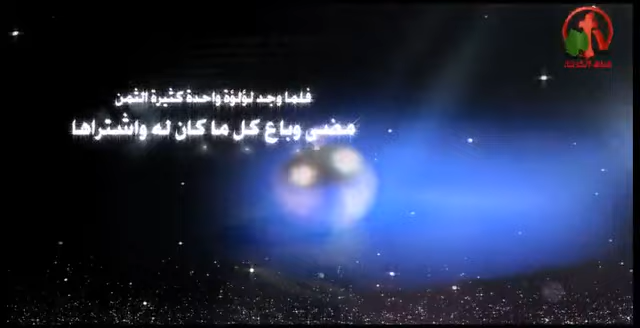 فلما وجد لؤلؤة واحدة كثيرة الثمن
مضى وباع كل ما كان له واشتراها